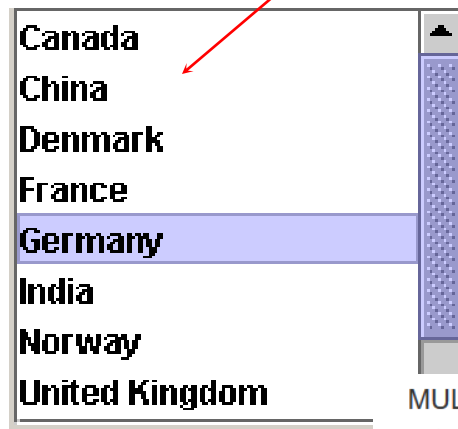 Canada
China
Denmark
France
Germany
India
Norway
United Kingdom
MUL